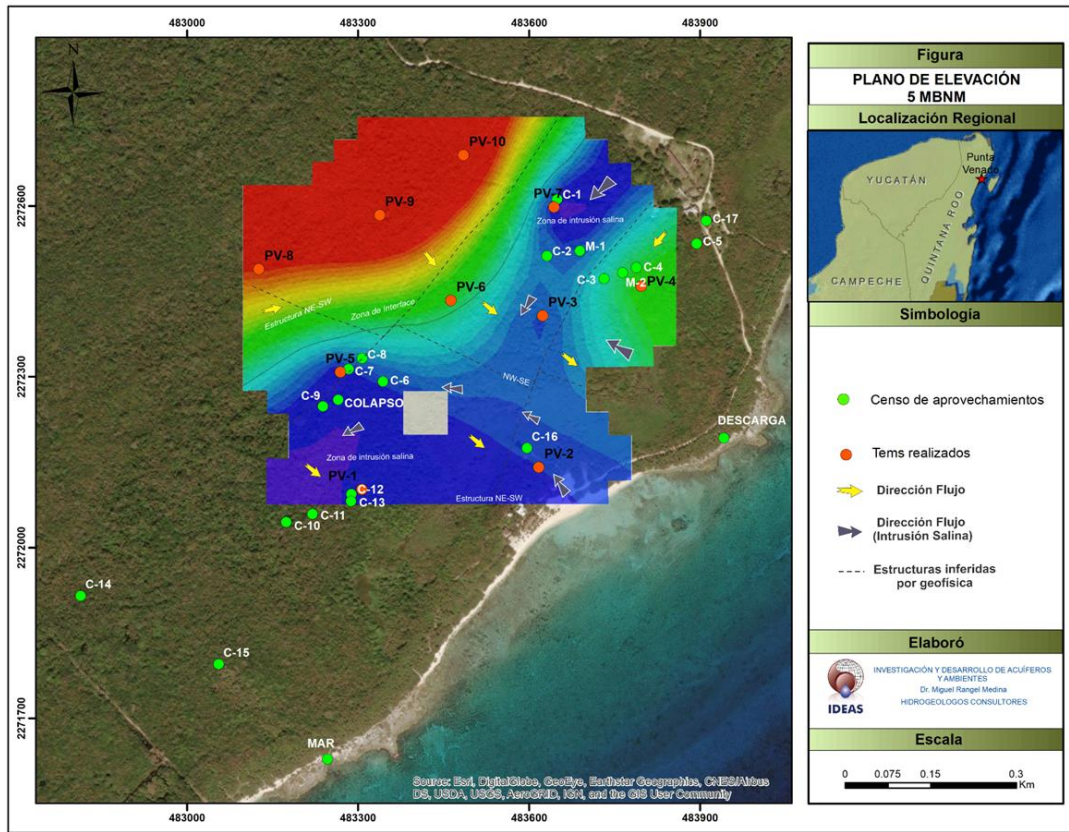 483000 483300 483600 483900
N
2272600
2272300
2272000
2271700
PV-10
PV-9
PV-8
PV-7
C-1
Zona de intrusión salina
C-17
C-2
M-1
C-5
C-4
C-3
M-2
PV-4
PV-6
PV-3
Estructura NE-SW
Zona de Interface
PV-5
C-8
C-7
C-6
NW-SE
C-9
COLAPSO
DESCARGA
C-16
PV-2
Zona de intrusión salina
PV-1
C-12
C-13
Estructura NE-SW
C-11
C-10
C-14
C-15
MAR
Source: Esri, DigitalGlobe, GeoEye, Earthstar Geographics, CNES/Airbus
DS, USDA, USGS, AeroGRID, IGN, and the GIS User Community
483000 483300 483600 483900
Figura
PLANO DE ELEVACIÓN
5 MBNM
Localización Regional
Punta
Venado
YUCATÁN
QUINTANA ROO
CAMPECHE
Simbología
Censo de aprovechamientos
Tems realizados
Dirección Flujo
Dirección Flujo
(Intrusión Salina)
Estructuras inferidas
por geofísica
Elaboró
IDEAS
INVESTIGACIÓN Y DESARROLLO DE ACUÍFEROS
Y AMBIENTES
Dr. Miguel Rangel Medina
HIDROGEOLOGOS CONSULTORES
Escala
0 0.075 0.15 0.3
Km